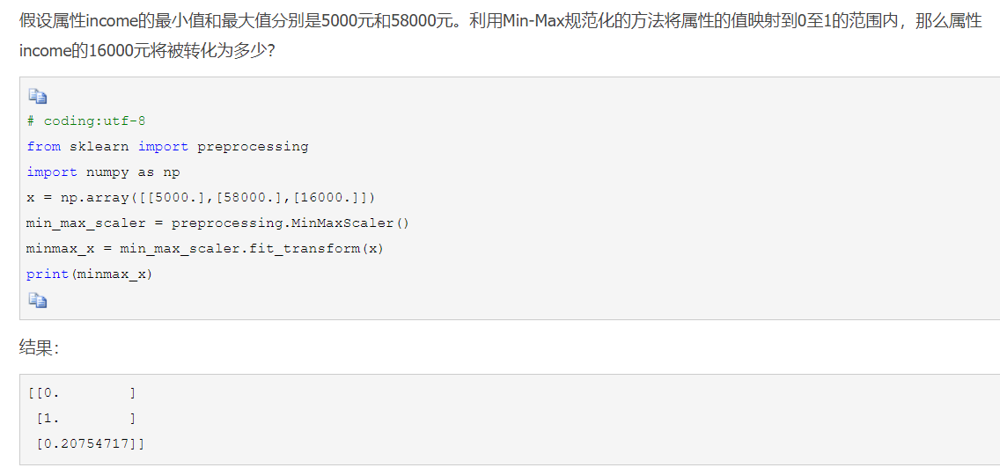 假设属性income的最小值和最大值分别是5000元和58000元。利用Min-Max规范化的方法将属性的值映射到0至1的范围内，那么属性
income的16000元将被转化为多少?
# coding:utf-8
from sklearn import preprocessing
import numpy as np
x = np.array([[5000.],[58000.],[16000.]])
min_max_scaler = preprocessing.MinMaxScaler()
minmax_x = min_max_scaler.fit_transform(x)
print(minmax_x)
结果：
[[0.        ]
 [1.        ]
 [0.20754717]]